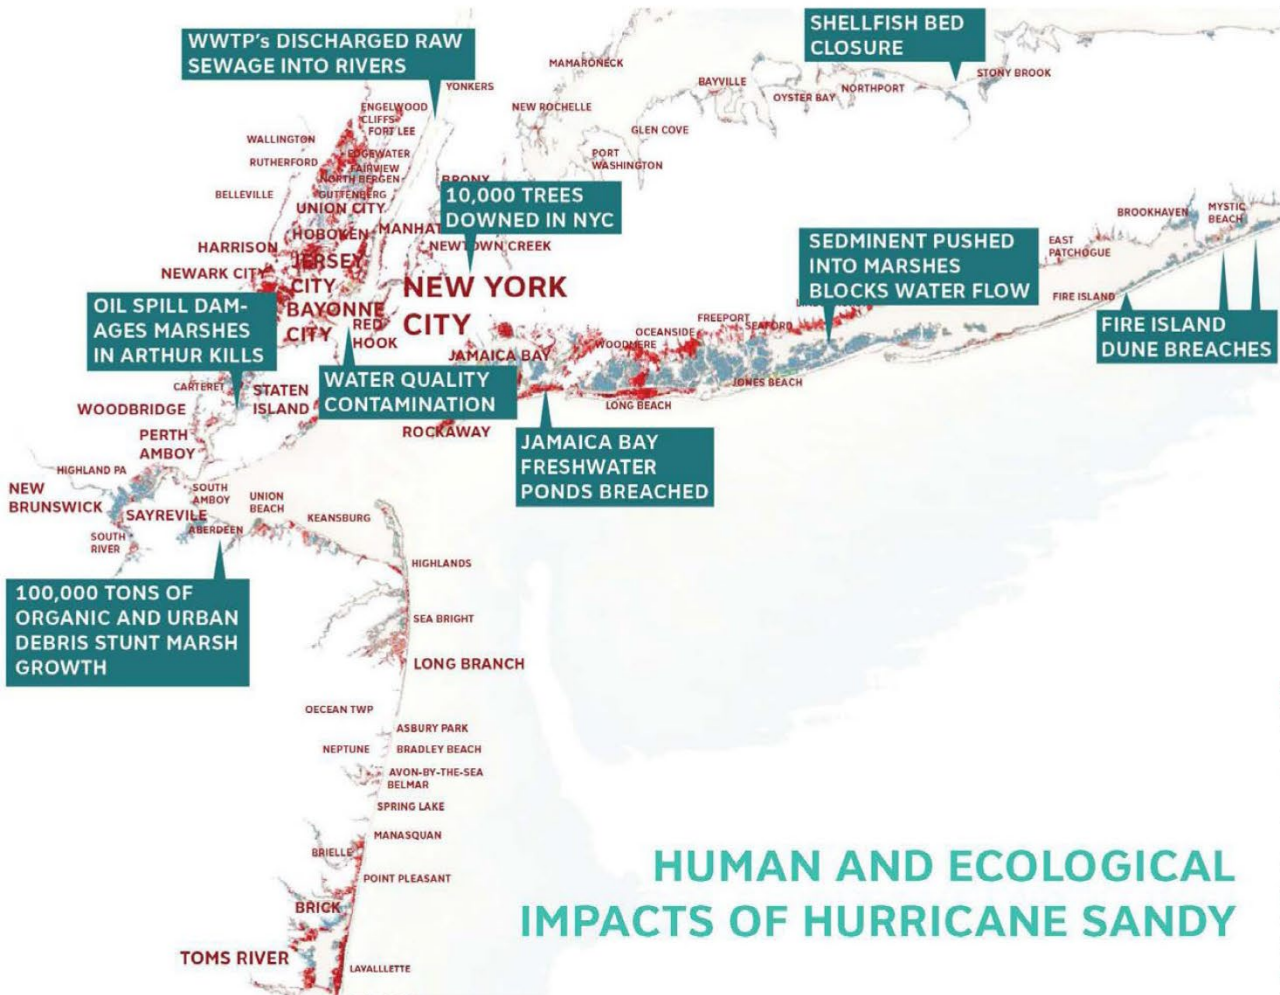 SHELLFISH BED
CLOSURE
WWTP's DISCHARGED RAW
SEWAGE INTO RIVERS
MAMARONECK
STONY BROOK
YONKERS
BAYVILLE
NORTHPORT
OYSTER BAY
NEW ROCHELLE
ENGELWOOD
CLIFFS
FORT LEE
GLEN COVE
WALLINGTON
EDGEWATER
PORT
WASHINGTON
RUTHERFORD
FAIRVIEW
NORTH BERGEN
BRONX
BELLEVILLE
GUTTENBERG
10,000 TREES
DOWNED IN NYC
UNION CITY
MYSTIC
BEACH
BROOKHAVEN
HOBOKEN
MANHAT
NEWTOWN CREEK
HARRISON
SEDMINENT PUSHED
INTO MARSHES
BLOCKS WATER FLOW
EAST
PATCHOGUE
JERSEY
CITY
NEWARK CITY
NEW YORK
CITY
FIRE ISLAND
OIL SPILL DAM-
AGES MARSHES
IN ARTHUR KILLS
BAYONNE
CITY
RED
HOOK
FREEPORT
SEAFORD
OCEANSIDE
WOODMERE
FIRE ISLAND
DUNE BREACHES
JAMAICA BAY
WATER QUALITY
CONTAMINATION
JONES BEACH
CARTERET
STATEN
ISLAND
LONG BEACH
WOODBRIDGE
ROCKAWAY
PERTH
AMBOY
JAMAICA BAY
FRESHWATER
PONDS BREACHED
HIGHLAND PA
NEW
BRUNSWICK
SOUTH
AMBOY
UNION
BEACH
SAYREVILE
KEANSBURG
ABERDEEN
SOUTH
RIVER
HIGHLANDS
100,000 TONS OF
ORGANIC AND URBAN
DEBRIS STUNT MARSH
GROWTH
SEA BRIGHT
LONG BRANCH
OECEAN TWP
ASBURY PARK
NEPTUNE
BRADLEY BEACH
AVON-BY-THE-SEA
BELMAR
SPRING LAKE
MANASQUAN
BRIELLE
POINT PLEASANT
BRICK
TOMS RIVER
LAVALLLETTE
HUMAN AND ECOLOGICAL
IMPACTS OF HURRICANE SANDY